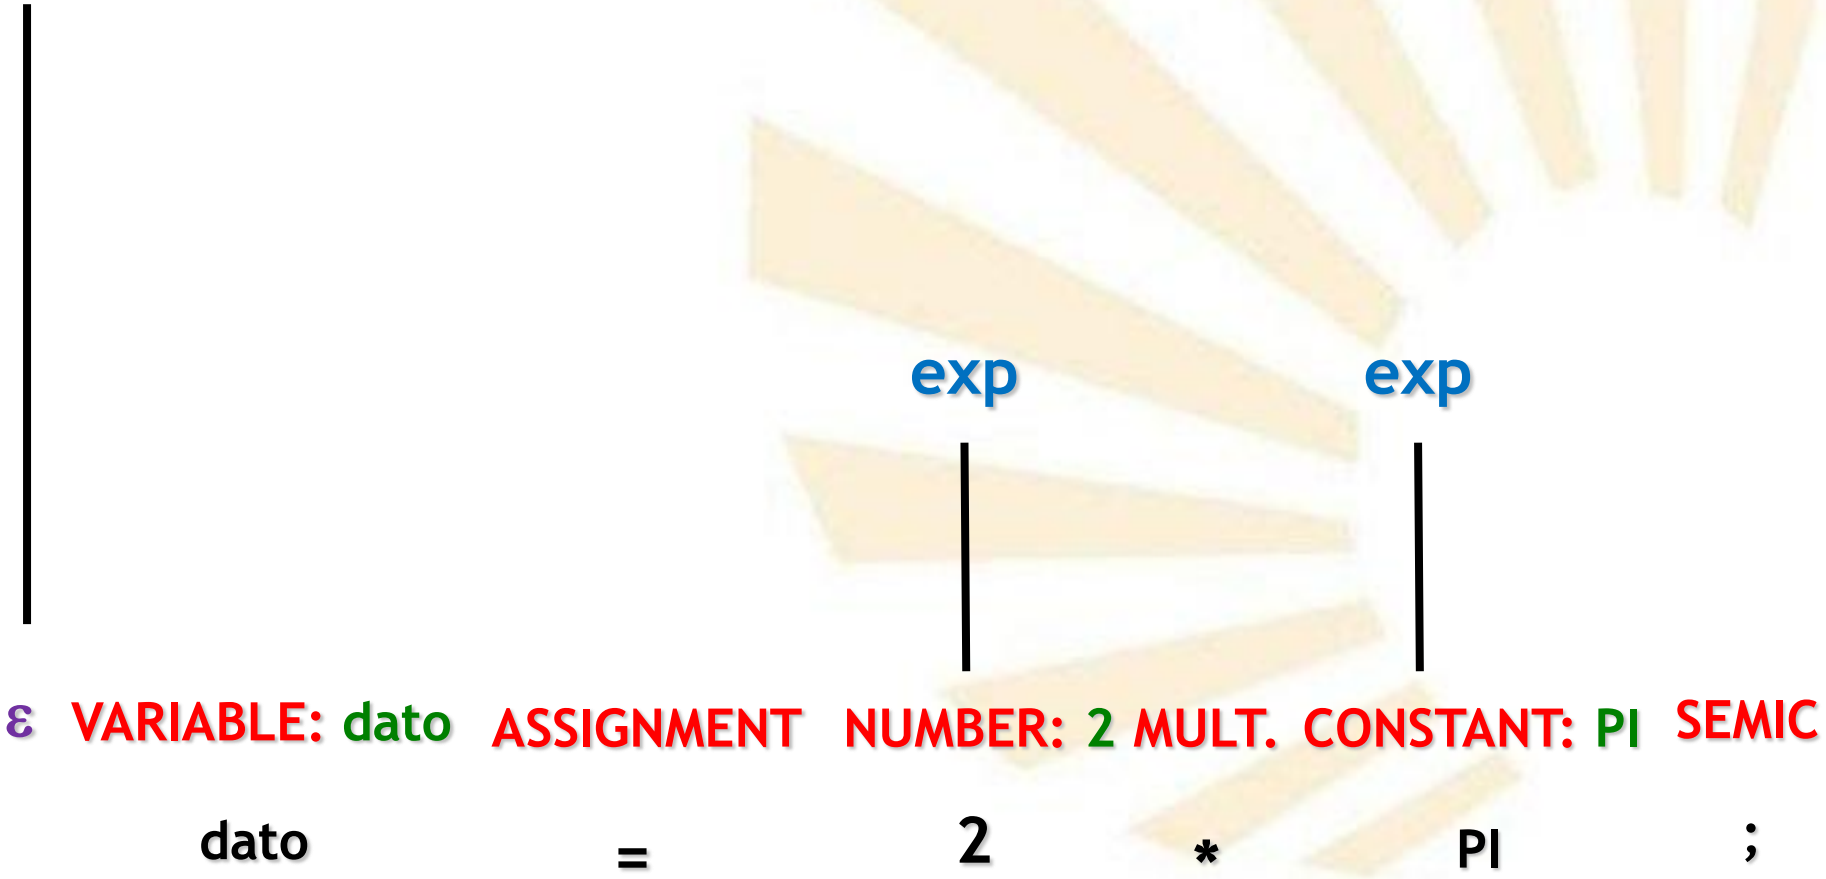 exp exp
ε VARIABLE: dato ASSIGNMENT NUMBER: 2 MULT. CONSTANT: PI SEMIC
dato = 2 * PI ;